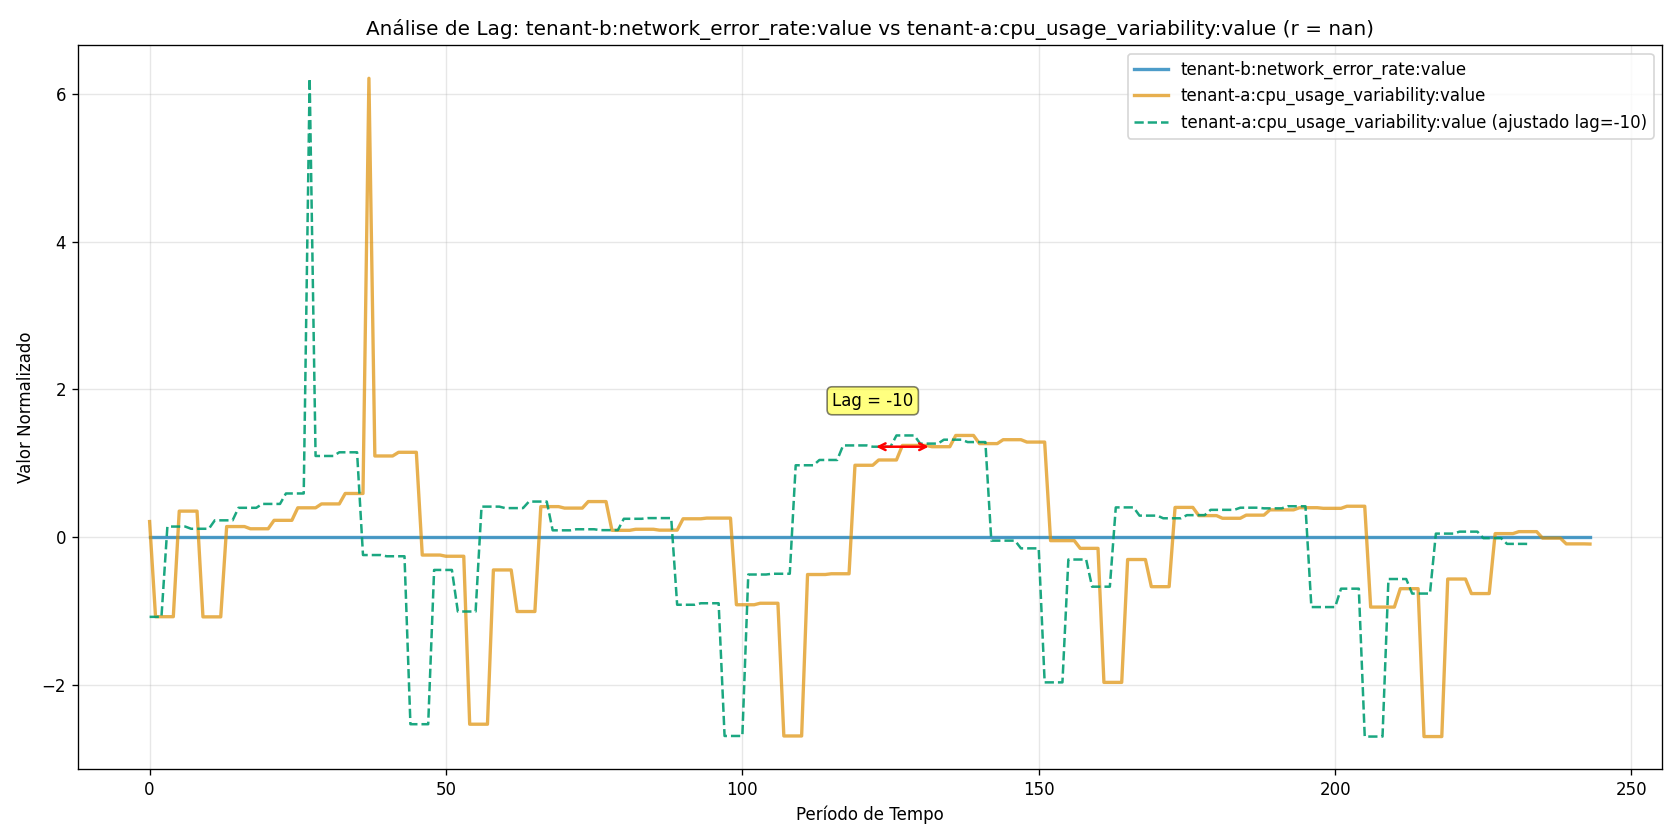 Análise de Lag: tenant-b:network_error_rate:value vs tenant-a:cpu_usage_variability:value (r = nan)
tenant-b:network_error_rate:value
tenant-a:cpu_usage_variability:value
tenant-a:cpu_usage_variability:value (ajustado lag=-10)
Valor Normalizado
6
4
2
0
−2
Lag = -10
0
50
100
150
200
250
Período de Tempo